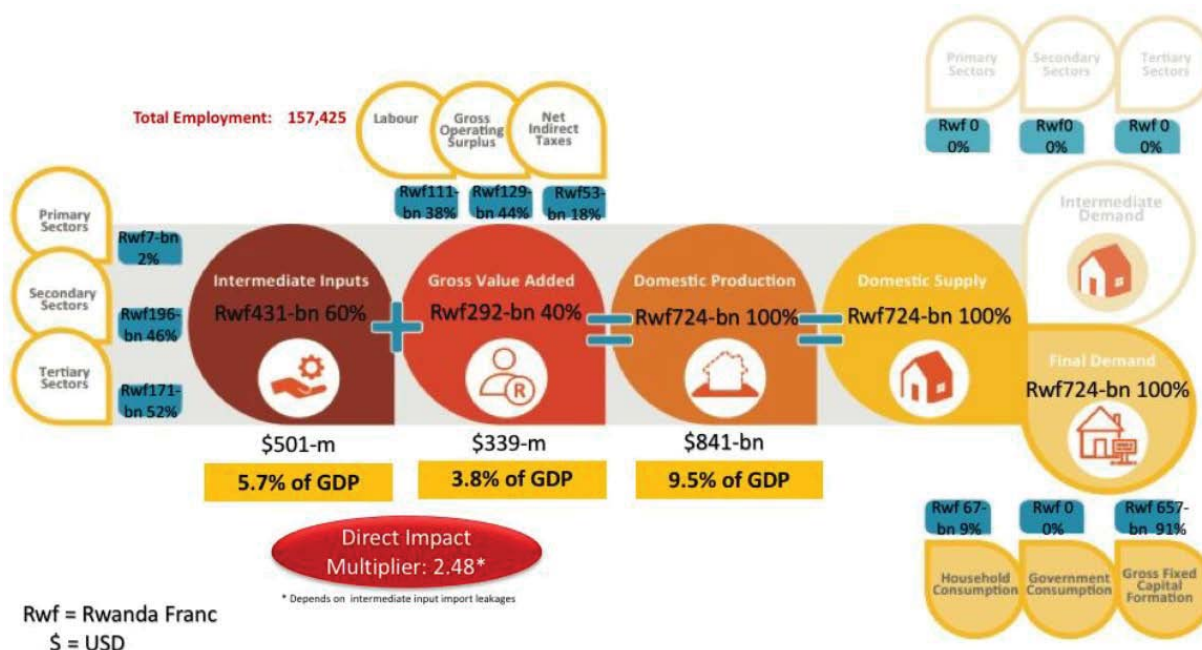 Primary
Sectors
Secondary
Sectors
Tertiary
Sectors
Rwf 0
0%
Rwf0
0%
Rwf 0
0%
Total Employment: 157,425
Labour
Gross
Operating
Surplus
Net
Indirect
Taxes
Rwf111-
bn 38%
Rwf129-
bn 44%
Rwf53-
bn 18%
Primary
Sectors
Rwf7-bn
2%
Secondary
Sectors
Rwf196-
bn 46%
Tertiary
Sectors
Rwf171-
bn 52%
Intermediate Inputs
Rwf431-bn 60%
Gross Value Added
Rwf292-bn 40%
R
Domestic Production
Rwf724-bn 100%
Domestic Supply
Rwf724-bn 100%
Intermediate
Demand
Final Demand
Rwf724-bn 100%
$501-m
$339-m
$841-bn
5.7% of GDP
3.8% of GDP
9.5% of GDP
Direct Impact
Multiplier: 2.48*
* Depends on intermediate input import leakages
Rwf 67-
bn 9%
Rwf 0
0%
Rwf 657-
bn 91%
Household
Consumption
Government
Consumption
Gross Fixed
Capital
Formation
Rwf = Rwanda Franc
$ = USD